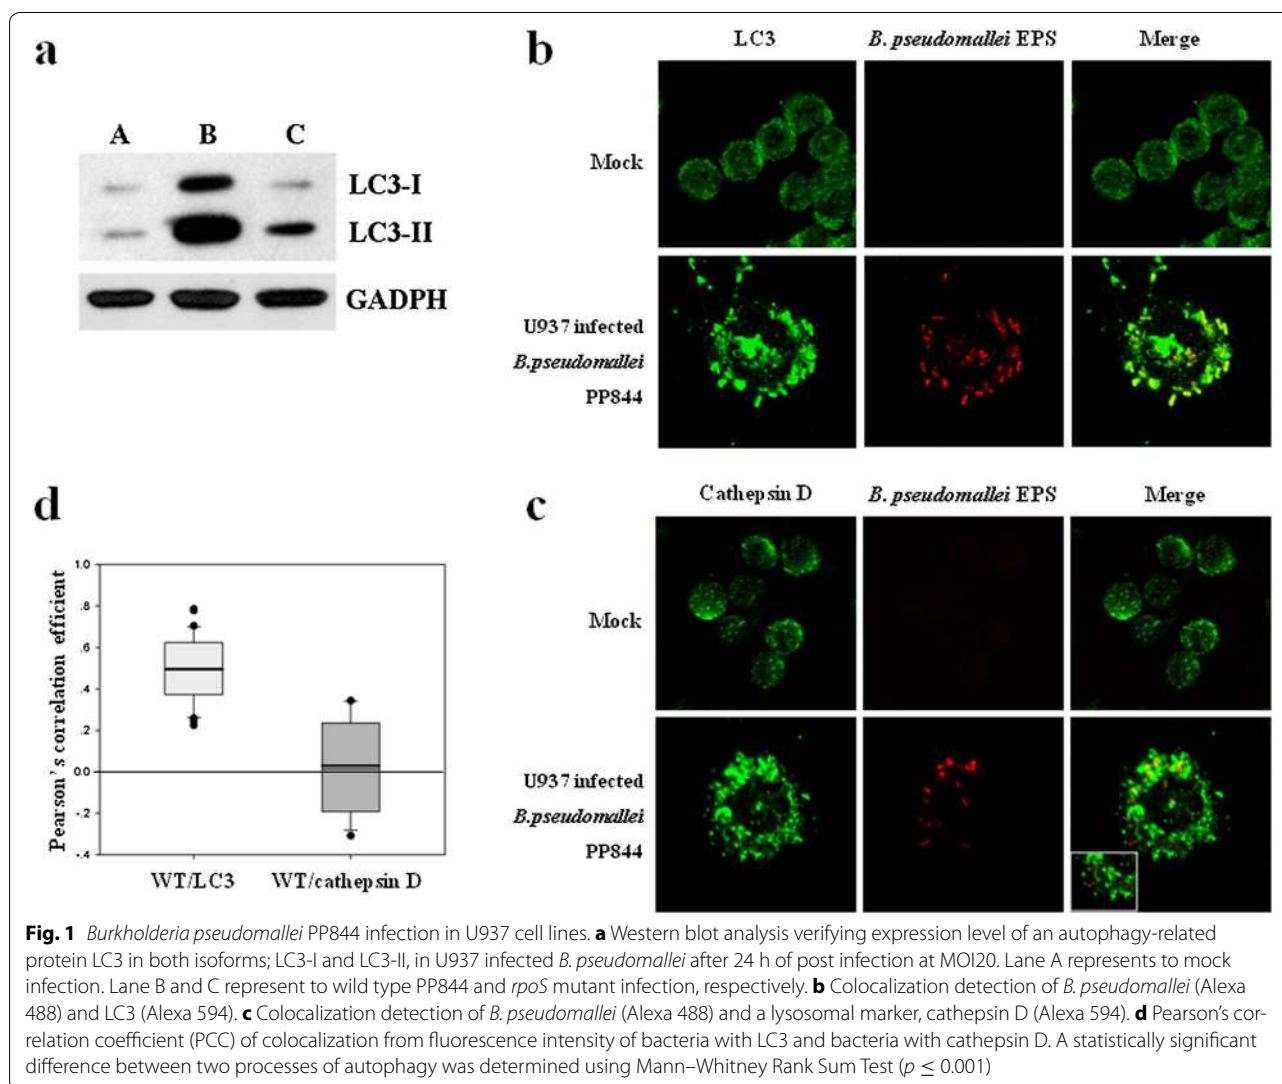 a
A B C
LC3-I
LC3-II
GADPH
b
LC3 B. pseudomallei EPS Merge
Mock
U937 infected
B.pseudomallei
PP844
c
Cathepsin D B. pseudomallei EPS Merge
Mock
U937 infected
B.pseudomallei
PP844
d
Pearson's correlation efficient
1.0
.8
.6
.4
.2
0.0
-.2
-.4
WT/LC3 WT/cathepsin D
Fig. 1 Burkholderia pseudomallei PP844 infection in U937 cell lines. a Western blot analysis verifying expression level of an autophagy-related
protein LC3 in both isoforms; LC3-I and LC3-II, in U937 infected B. pseudomallei after 24 h of post infection at MOI20. Lane A represents to mock
infection. Lane B and C represent to wild type PP844 and rpoS mutant infection, respectively. b Colocalization detection of B. pseudomallei (Alexa
488) and LC3 (Alexa 594). c Colocalization detection of B. pseudomallei (Alexa 488) and a lysosomal marker, cathepsin D (Alexa 594). d Pearson's cor-
relation coefficient (PCC) of colocalization from fluorescence intensity of bacteria with LC3 and bacteria with cathepsin D. A statistically significant
difference between two processes of autophagy was determined using Mann–Whitney Rank Sum Test (p ≤ 0.001)